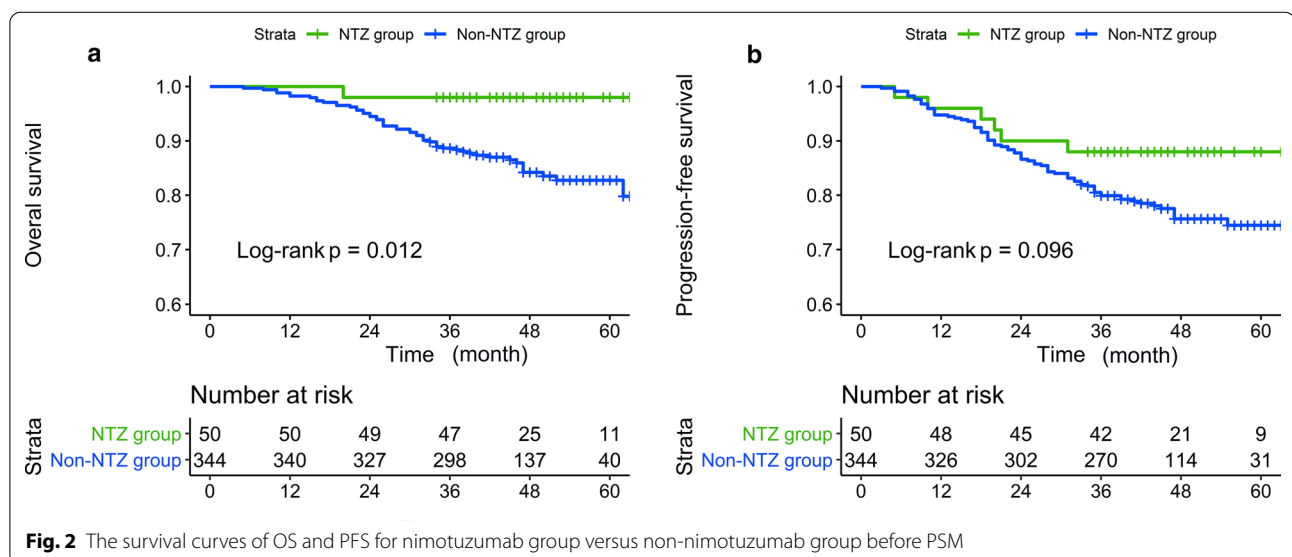 Strata NTZ group Non-NTZ group
a
1.0
0.9
0.8
0.7
0.6
Overal survival
Log-rank p = 0.012
0 12 24 36 48 60
Time (month)
Number at risk
Strata
NTZ group 50 50 49 47 25 11
Non-NTZ group 344 340 327 298 137 40
0 12 24 36 48 60
Strata NTZ group Non-NTZ group
b
1.0
0.9
0.8
0.7
0.6
Progression-free survival
Log-rank p = 0.096
0 12 24 36 48 60
Time (month)
Number at risk
Strata
NTZ group 50 48 45 42 21 9
Non-NTZ group 344 326 302 270 114 31
0 12 24 36 48 60
Fig. 2 The survival curves of OS and PFS for nimotuzumab group versus non-nimotuzumab group before PSM